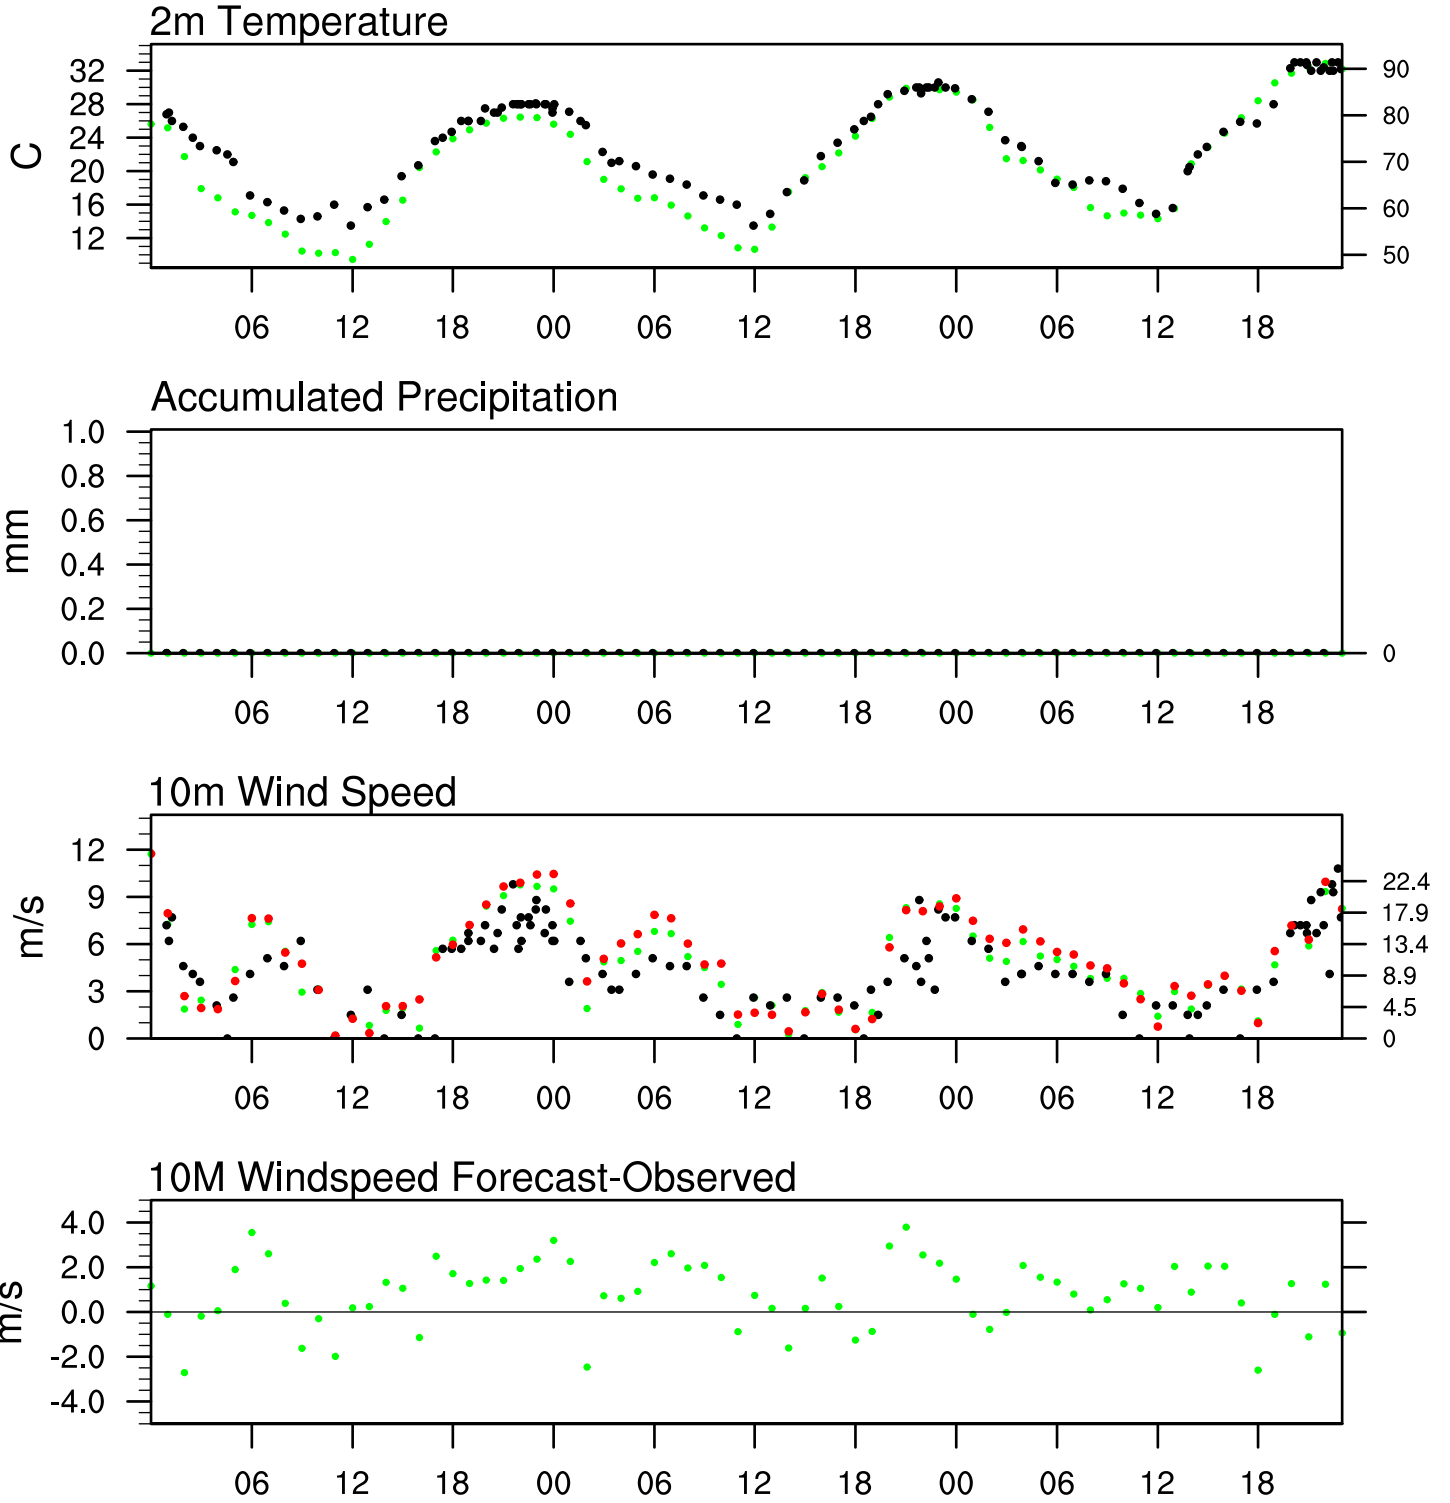 2m Temperature
C
32
28
24
20
16
12
90
80
70
60
50
06 12 18 00 06 12 18 00 06 12 18
Accumulated Precipitation
mm
1.0
0.8
0.6
0.4
0.2
0.0
0
06 12 18 00 06 12 18 00 06 12 18
10m Wind Speed
m/s
12
9
6
3
0
22.4
17.9
13.4
8.9
4.5
0
06 12 18 00 06 12 18 00 06 12 18
10M Windspeed Forecast-Observed
m/s
4.0
2.0
0.0
-2.0
-4.0
06 12 18 00 06 12 18 00 06 12 18